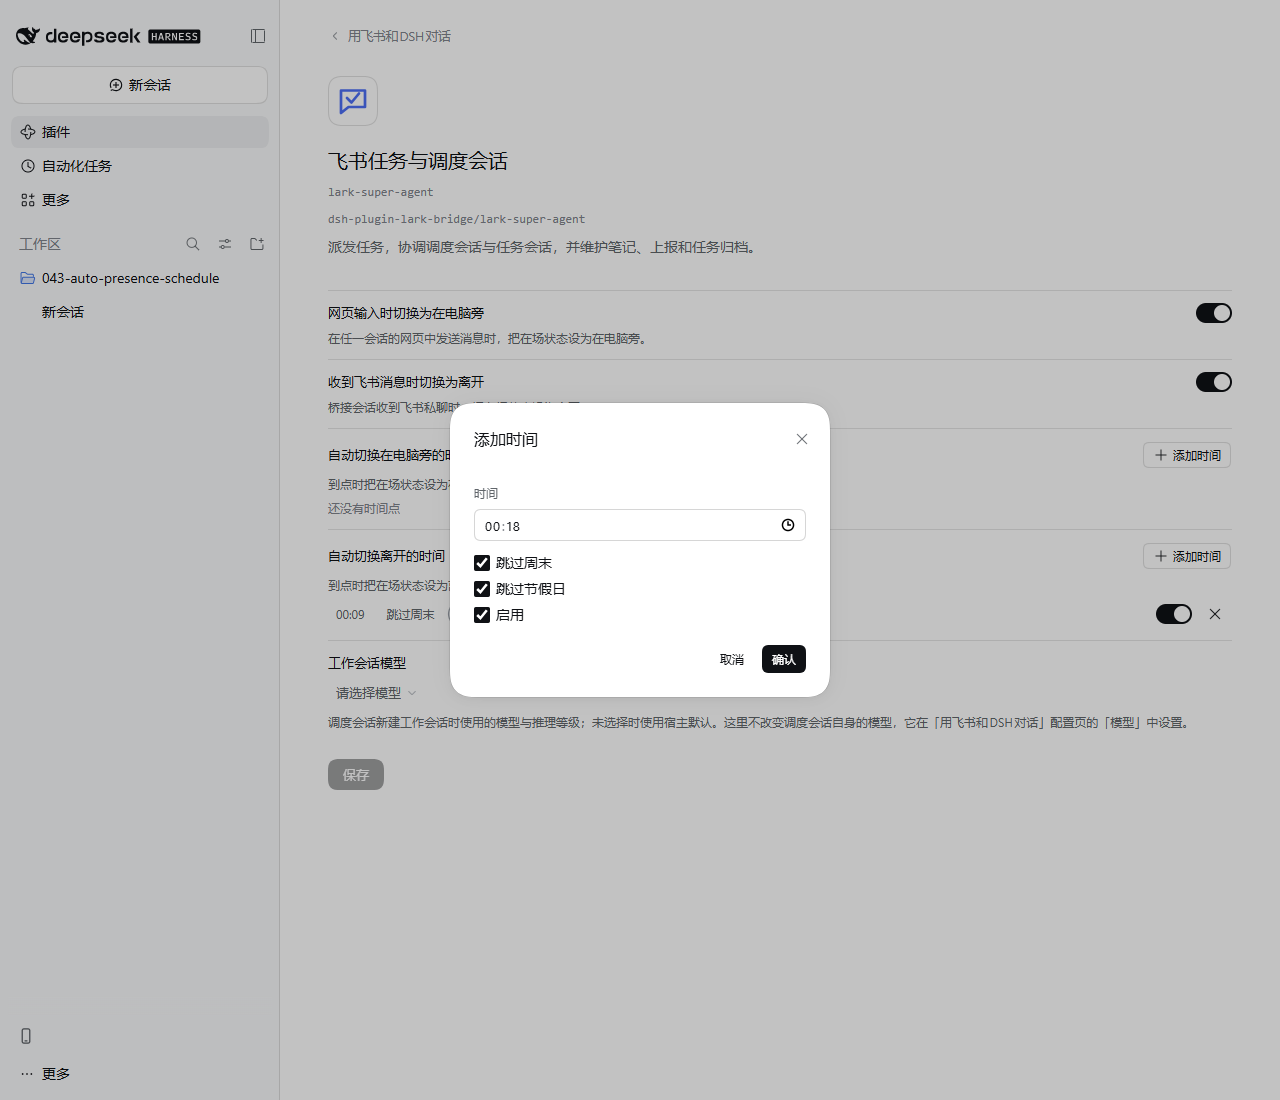 deepseek HARNESS
新会话
插件
自动化任务
更多
工作区
043-auto-presence-schedule
新会话
更多
用飞书和DSH对话
飞书任务与调度会话
lark-super-agent
dsh-plugin-lark-bridge/lark-super-agent
派发任务，协调调度会话与任务会话，并维护笔记、上报和任务归档。
网页输入时切换为在电脑旁
在任一会话的网页中发送消息时，把在场状态设为在电脑旁。
收到飞书消息时切换为离开
桥接会话收到飞书私聊时
自动切换在电脑旁的
添加时间
到点时把在场状态设为
还没有时间点
自动切换离开的时间
添加时间
到点时把在场状态设为
00:09 跳过周末
工作会话模型
请选择模型
调度会话新建工作会话时使用的模型与推理等级；未选择时使用宿主默认。这里不改变调度会话自身的模型，它在「用飞书和DSH对话」配置页的「模型」中设置。
保存
添加时间
时间
00:18
跳过周末
跳过节假日
启用
取消
确认